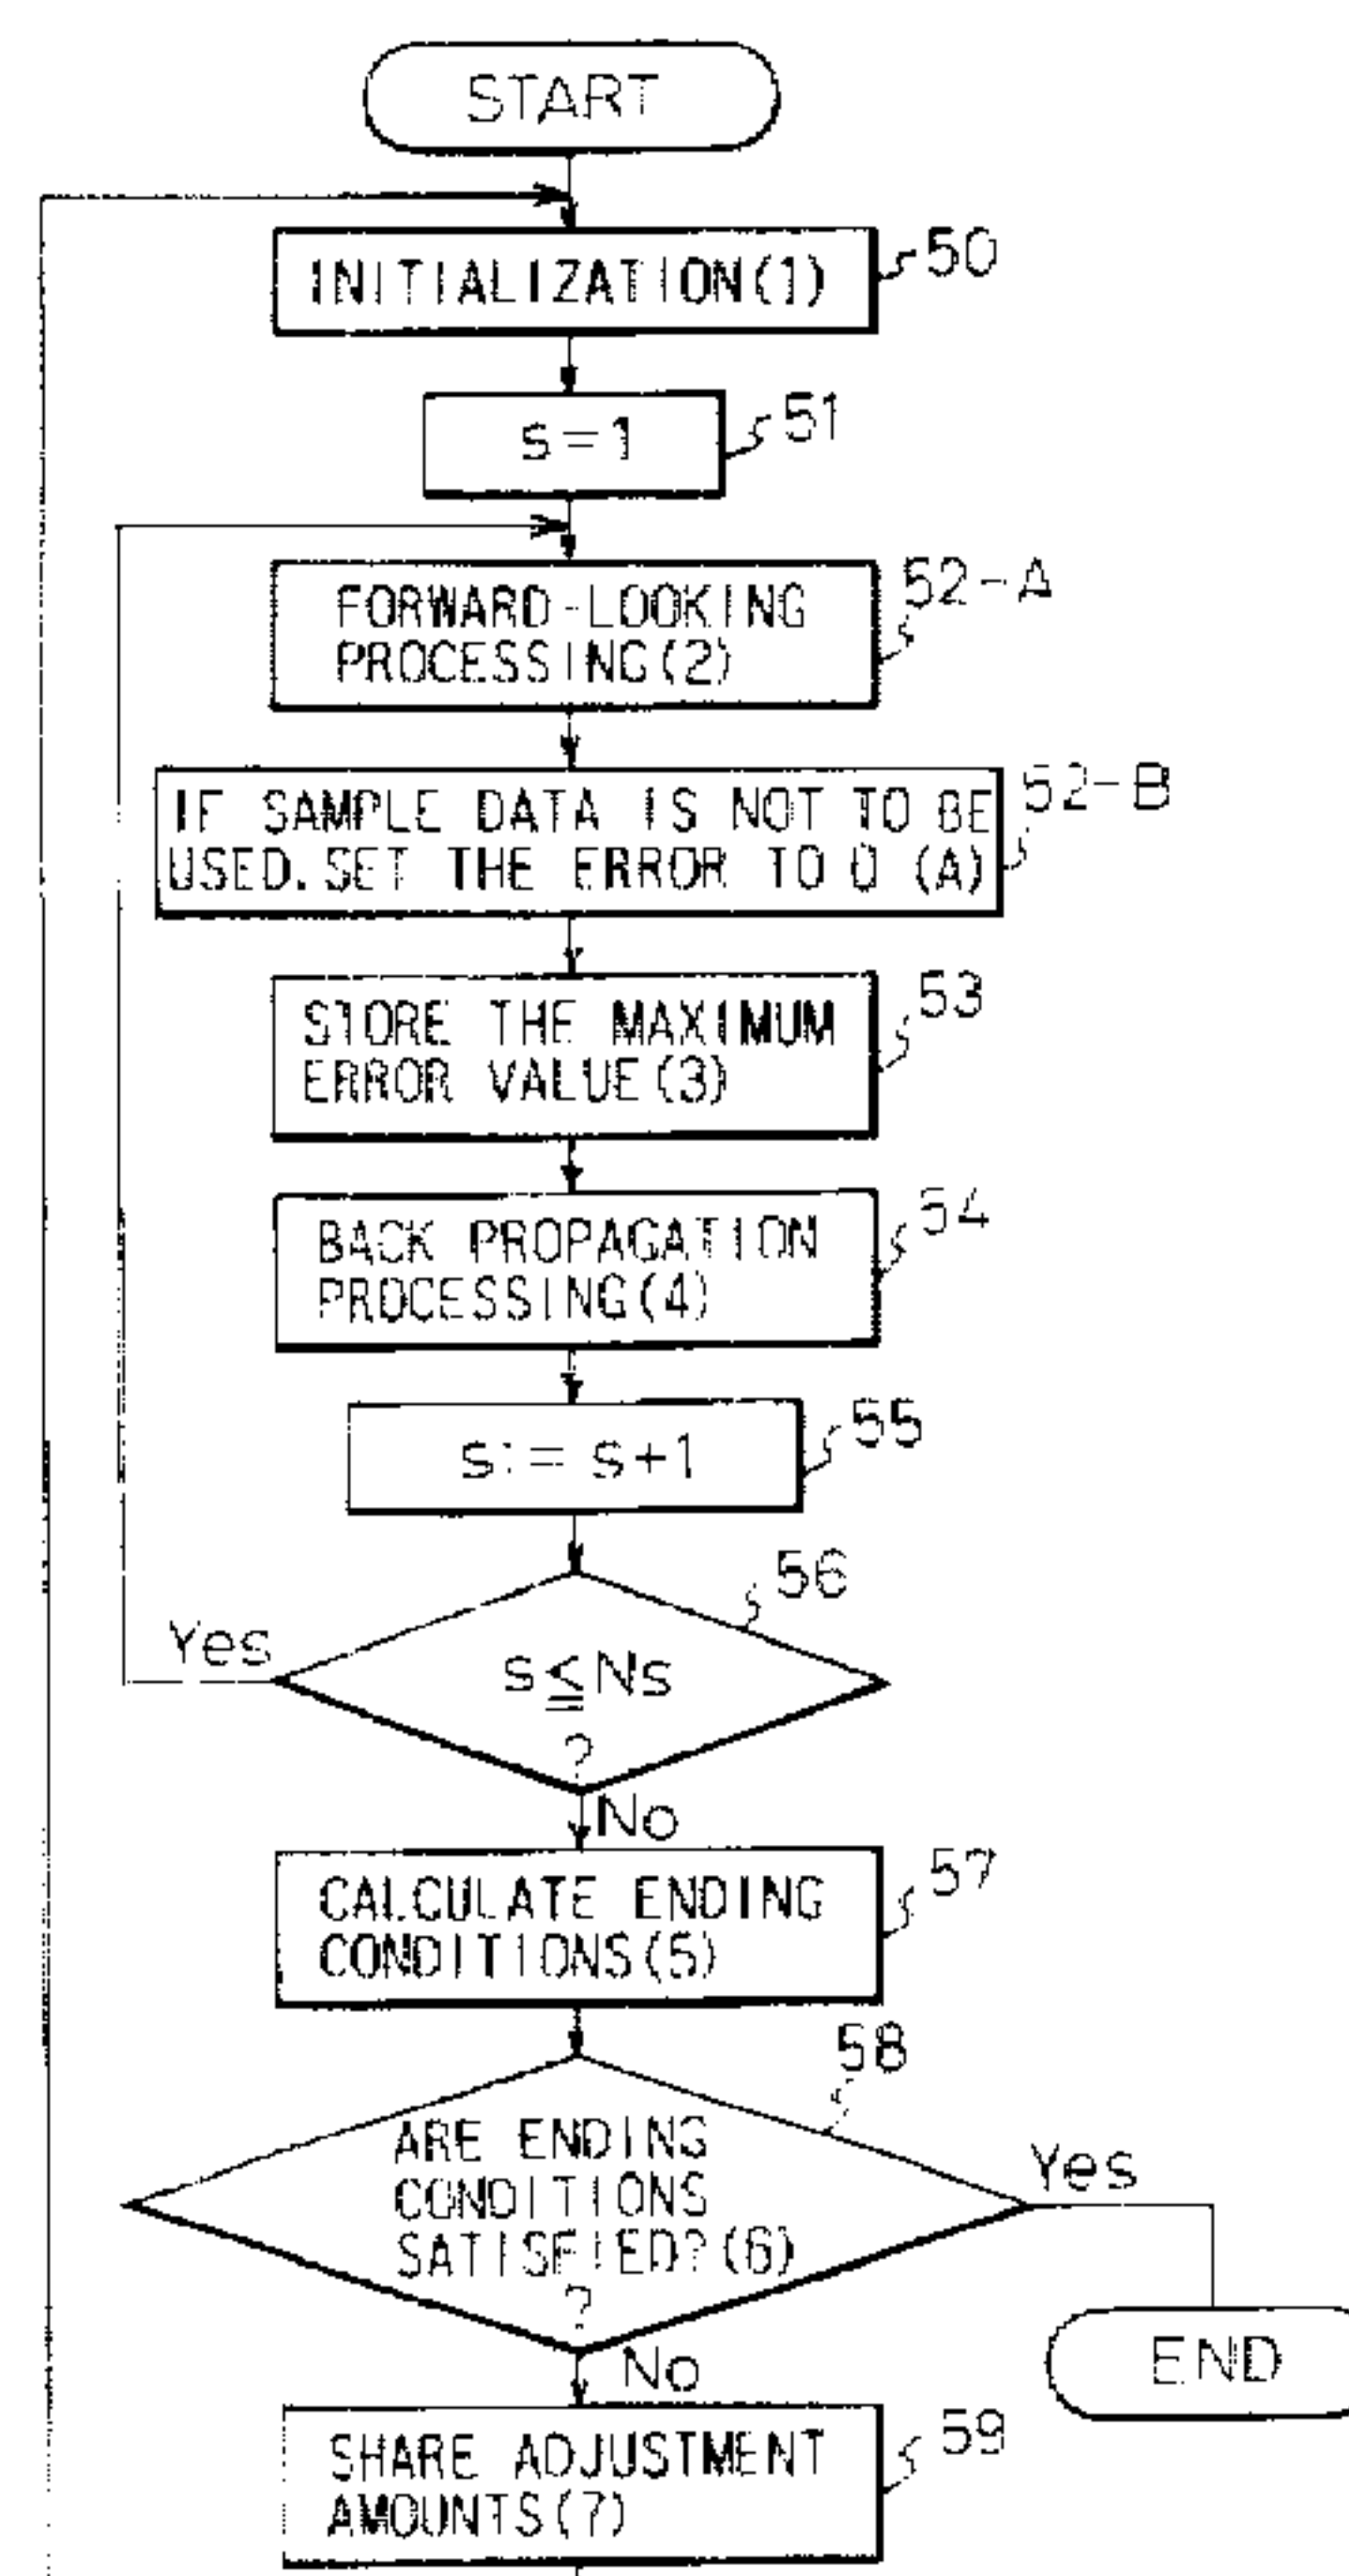 START
INITIALIZATION(1)
50
s=1
51
FORWARD-LOOKING
PROCESSING(2)
52-A
IF SAMPLE DATA IS NOT TO BE
USED.SET THE ERROR TO 0 (A)
52-B
STORE THE MAXIMUM
ERROR VALUE(3)
53
BACK PROPAGATION
PROCESSING(4)
54
s:= s+1
55
56
Yes
s≦Ns
?
No
CALCULATE ENDING
CONDITIONS(5)
57
58
ARE ENDING
CONDITIONS
SATISFIED?(6)
?
Yes
END
No
SHARE ADJUSTMENT
AMOUNTS(7)
59